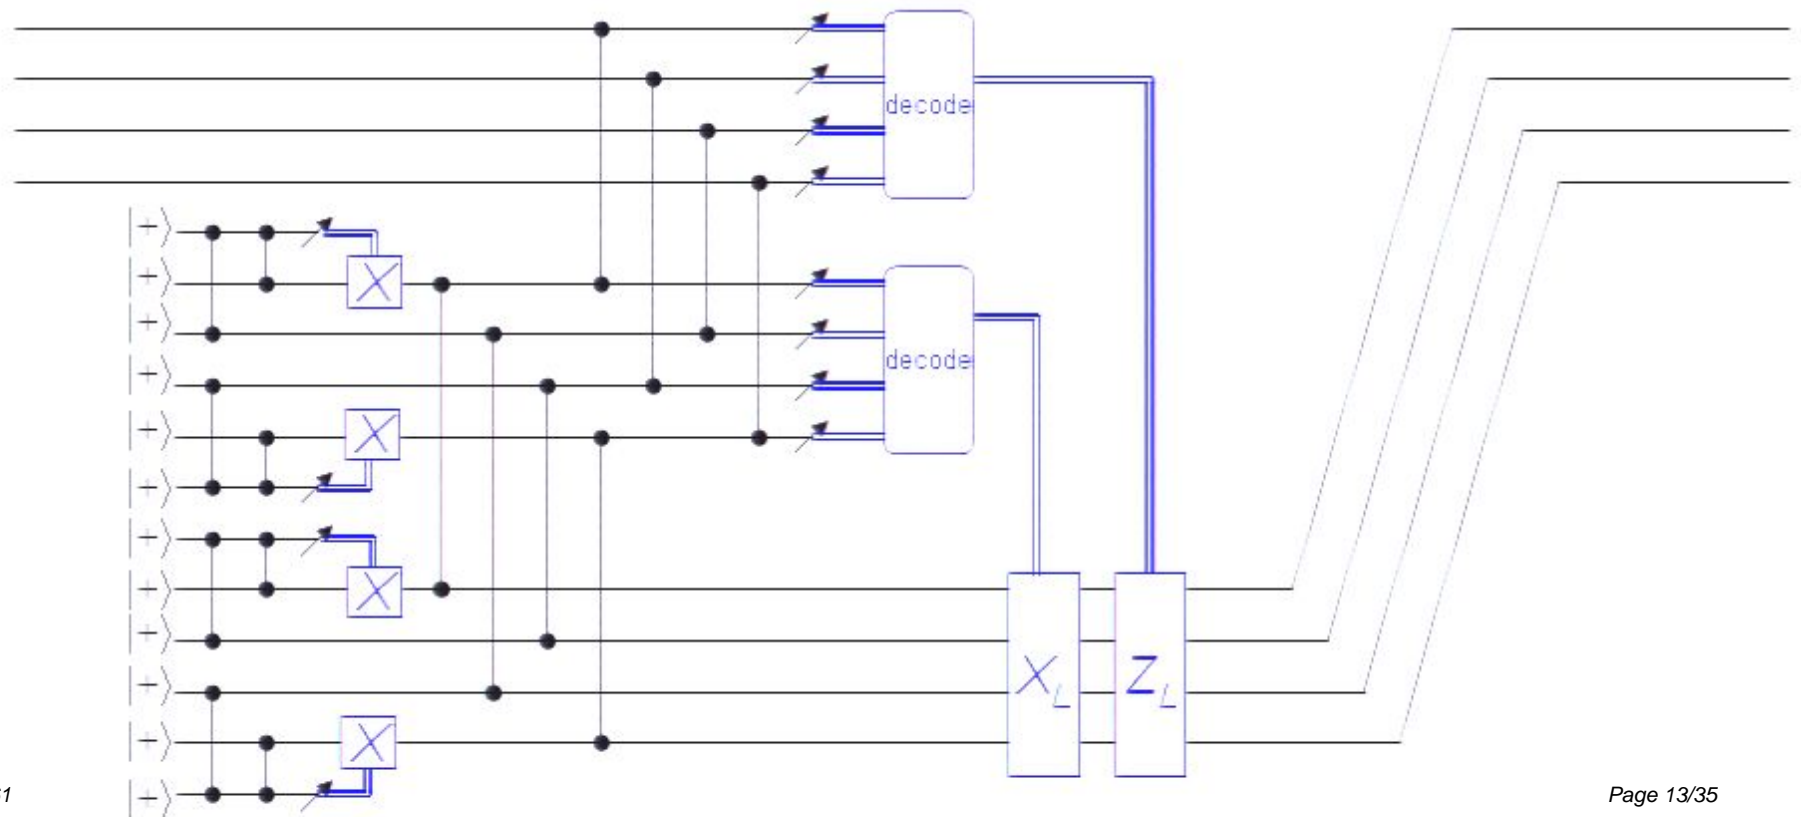 decode
|+⟩
|+⟩ X
|+⟩
|+⟩
decode
|+⟩ X
|+⟩
|+⟩
|+⟩ X
|+⟩
|+⟩
X_L Z_L
|+⟩ X
|+⟩
Page 13/35